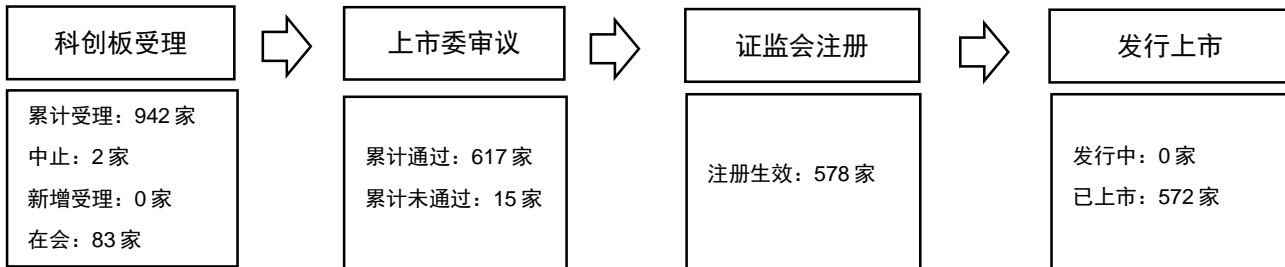 科创板受理
上市委审议
证监会注册
发行上市
累计受理：942 家
中止：2 家
新增受理：0 家
在会：83 家
累计通过：617 家
累计未通过：15 家
注册生效：578 家
发行中：0 家
已上市：572 家